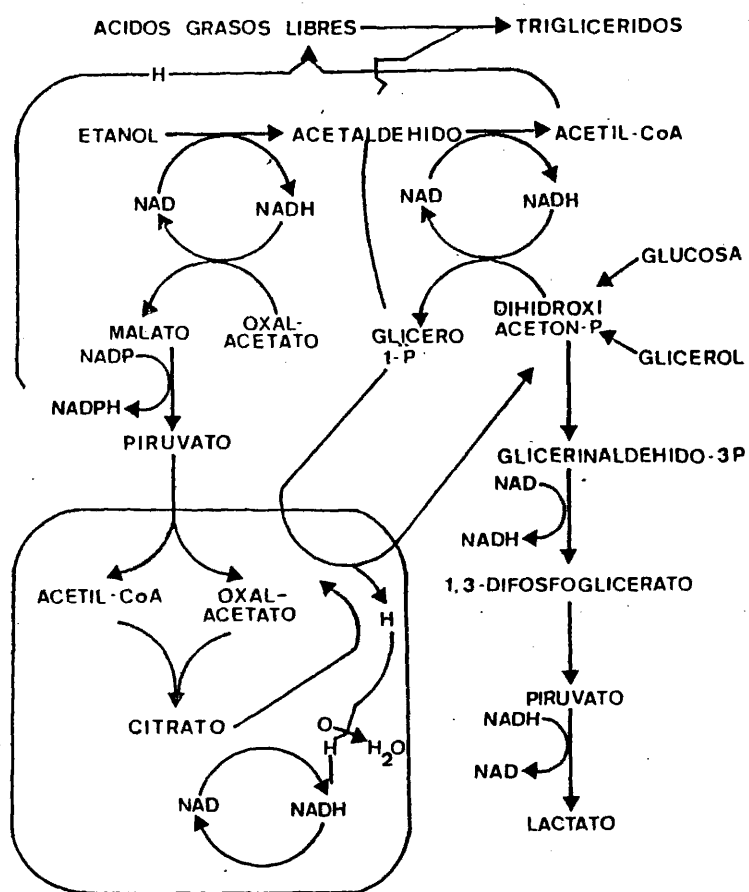 ACIDOS GRASOS LIBRES
TRIGLICERIDOS
H
ETANOL
ACETALDEHIDO
ACETIL-CoA
NAD
NADH
NAD
NADH
GLUCOSA
MALATO
OXAL-
ACETATO
GLICERO
1-P
DIHIDROXI
ACETON-P
GLICEROL
NADP
NADPH
PIRUVATO
GLICERINALDEHIDO-3P
NAD
NADH
ACETIL-CoA
OXAL-
ACETATO
H
1,3-DIFOSFOGLICERATO
CITRATO
O
H
H2O
NAD
NADH
PIRUVATO
NADH
NAD
LACTATO